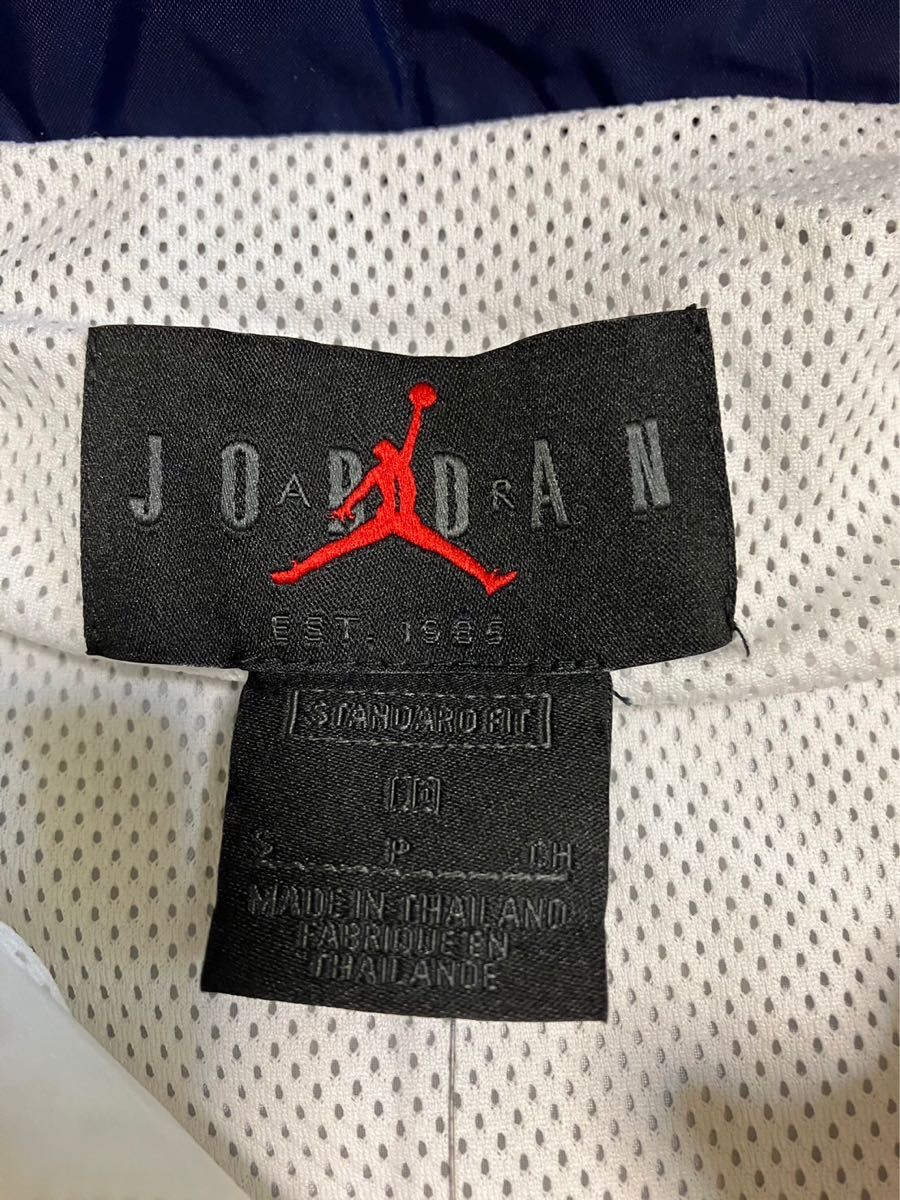 JORDAN
AIR
EST. 1985
STANDARD FIT
S P CH
MADE IN THAILAND
FABRIQUE EN
THAILANDE